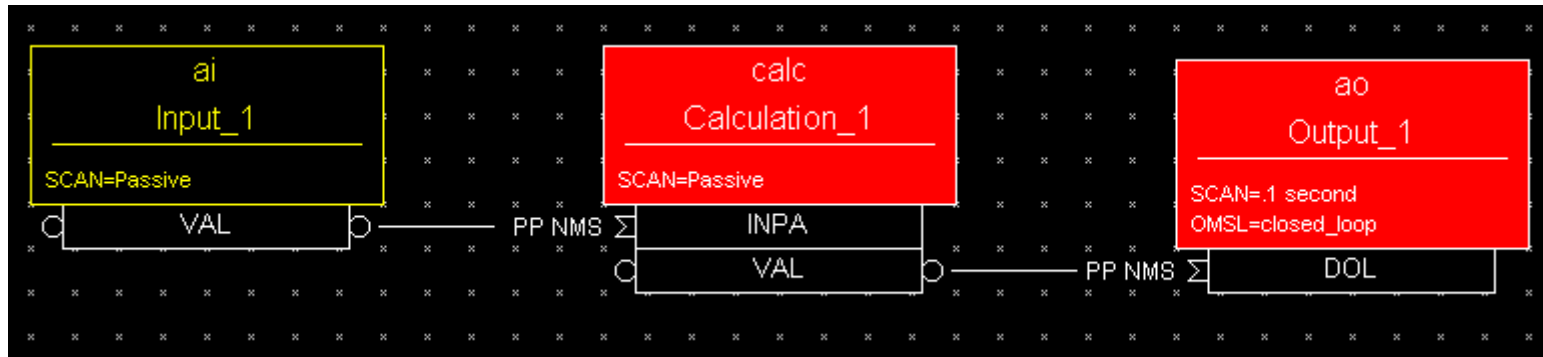 ai
Input_1
SCAN=Passive
VAL
PP NMS
calc
Calculation_1
SCAN=Passive
INPA
VAL
PP NMS
ao
Output_1
SCAN=.1 second
OMSL=closed_loop
DOL